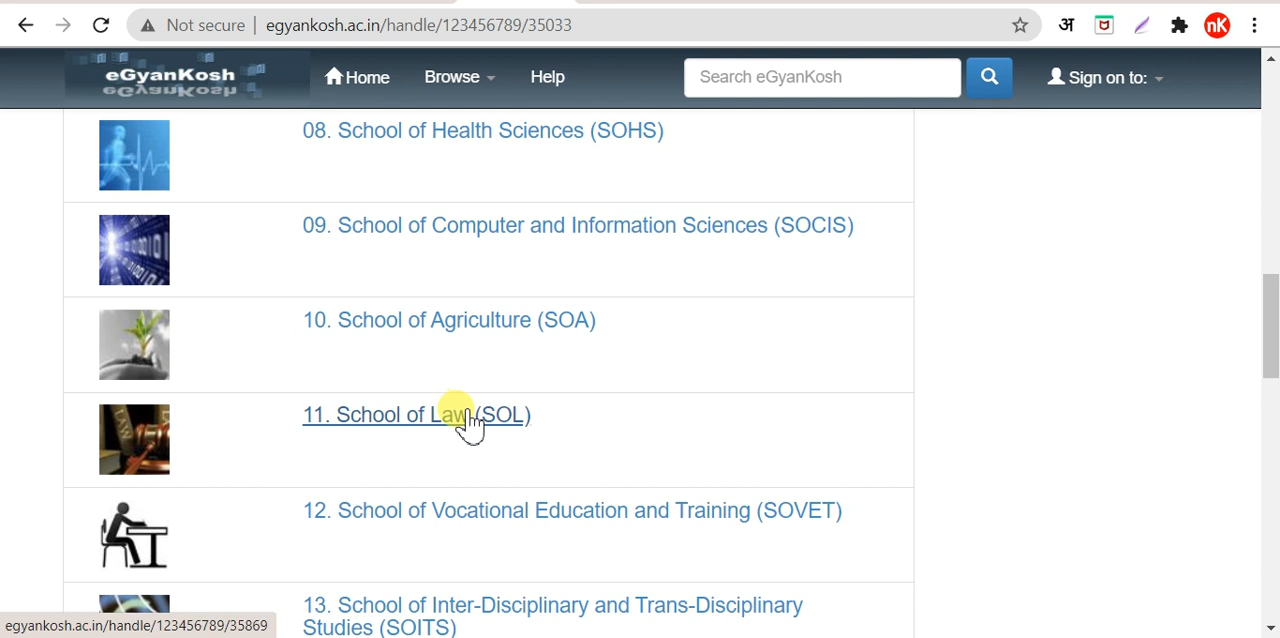 Not secure | egyankosh.ac.in/handle/123456789/35033
अ
nK
eGyanKosh
Home
Browse
Help
Search eGyanKosh
Sign on to:
08. School of Health Sciences (SOHS)
09. School of Computer and Information Sciences (SOCIS)
10. School of Agriculture (SOA)
11. School of Law (SOL)
LAW
12. School of Vocational Education and Training (SOVET)
13. School of Inter-Disciplinary and Trans-Disciplinary
Studies (SOITS)
egyankosh.ac.in/handle/123456789/35869